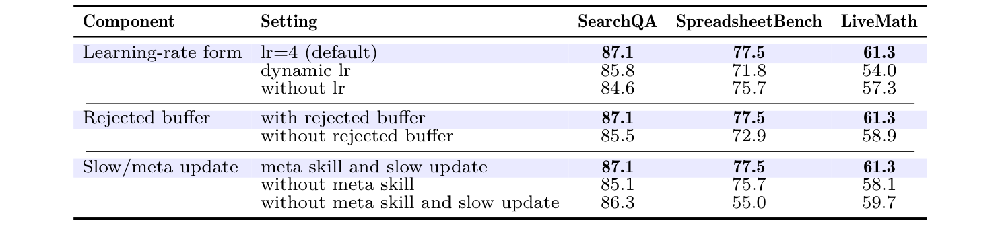 Component Setting SearchQA SpreadsheetBench LiveMath
Learning-rate form lr=4 (default) 87.1 77.5 61.3
dynamic lr 85.8 71.8 54.0
without lr 84.6 75.7 57.3
Rejected buffer with rejected buffer 87.1 77.5 61.3
without rejected buffer 85.5 72.9 58.9
Slow/meta update meta skill and slow update 87.1 77.5 61.3
without meta skill 85.1 75.7 58.1
without meta skill and slow update 86.3 55.0 59.7